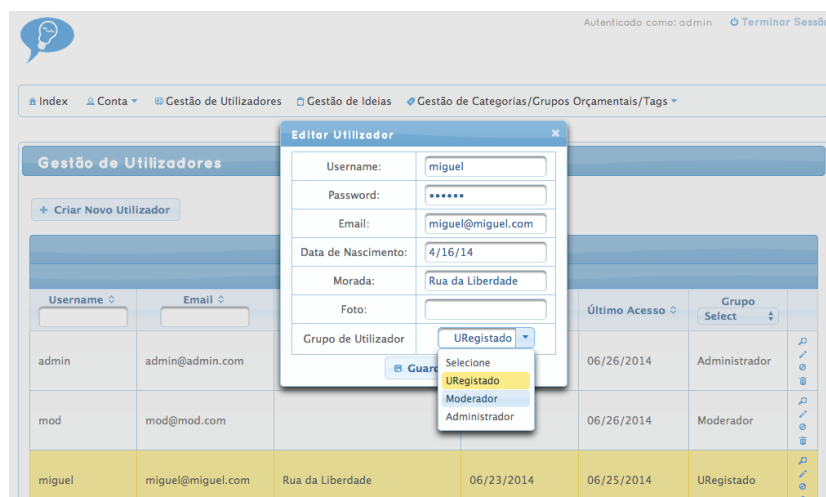 Autenticado como: admin Terminar Sessão
Index Conta Gestão de Utilizadores Gestão de Ideias Gestão de Categorias/Grupos Orçamentais/Tags
Editar Utilizador
Gestão de Utilizadores
Username: miguel
Password: ••••••
Criar Novo Utilizador
Email: miguel@miguel.com
Data de Nascimento: 4/16/14
Morada: Rua da Liberdade
Foto:
Username Email Último Acesso Grupo
Select
Grupo de Utilizador URegistado
Selecione
URegistado
Moderador
Administrador
admin admin@admin.com 06/26/2014 Administrador
mod mod@mod.com 06/26/2014 Moderador
miguel miguel@miguel.com Rua da Liberdade 06/23/2014 06/25/2014 URegistado